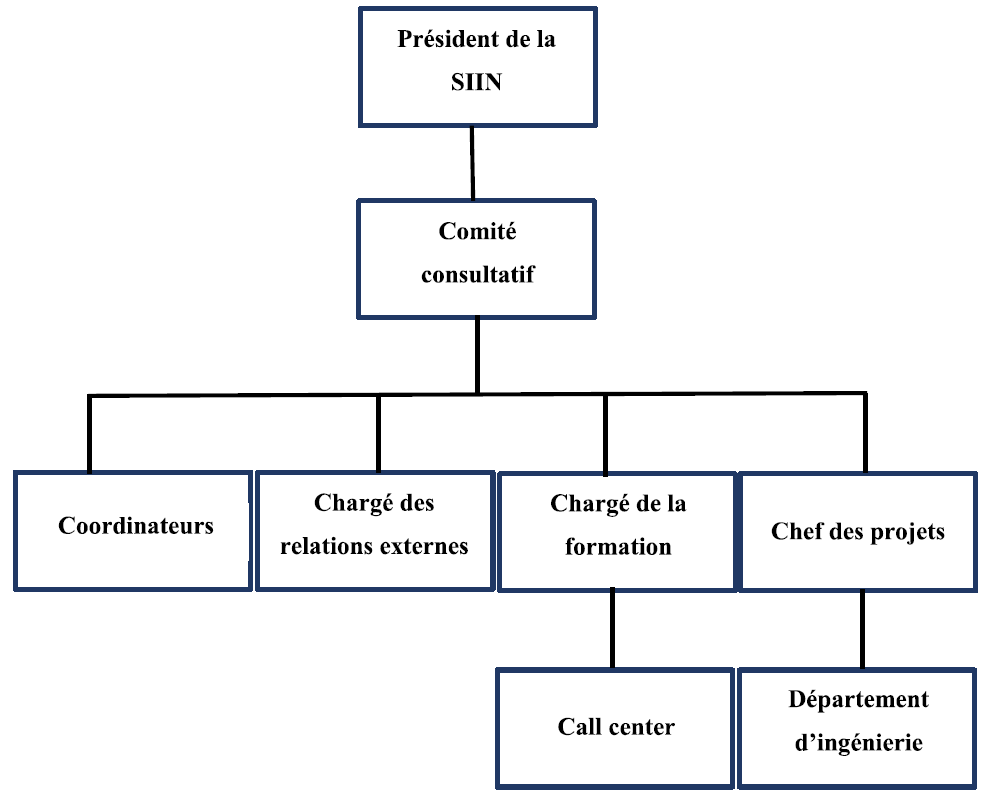 Président de la
SIIN
Comité
consultatif
Coordinateurs
Chargé des
relations externes
Chargé de la
formation
Chef des projets
Call center
Département
d’ingénierie